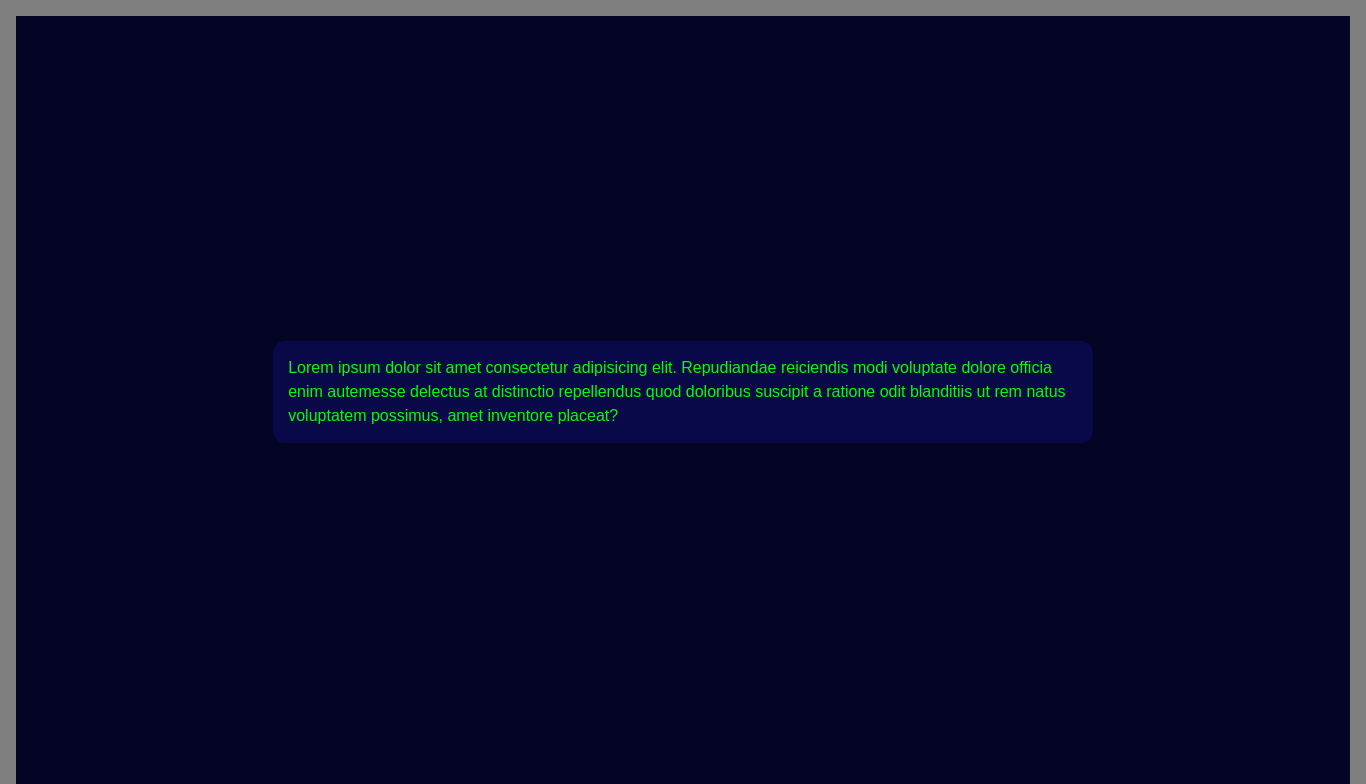 Lorem ipsum dolor sit amet consectetur adipisicing elit. Repudiandae reiciendis modi voluptate dolore officia
enim autemesse delectus at distinctio repellendus quod doloribus suscipit a ratione odit blanditiis ut rem natus
voluptatem possimus, amet inventore placeat?